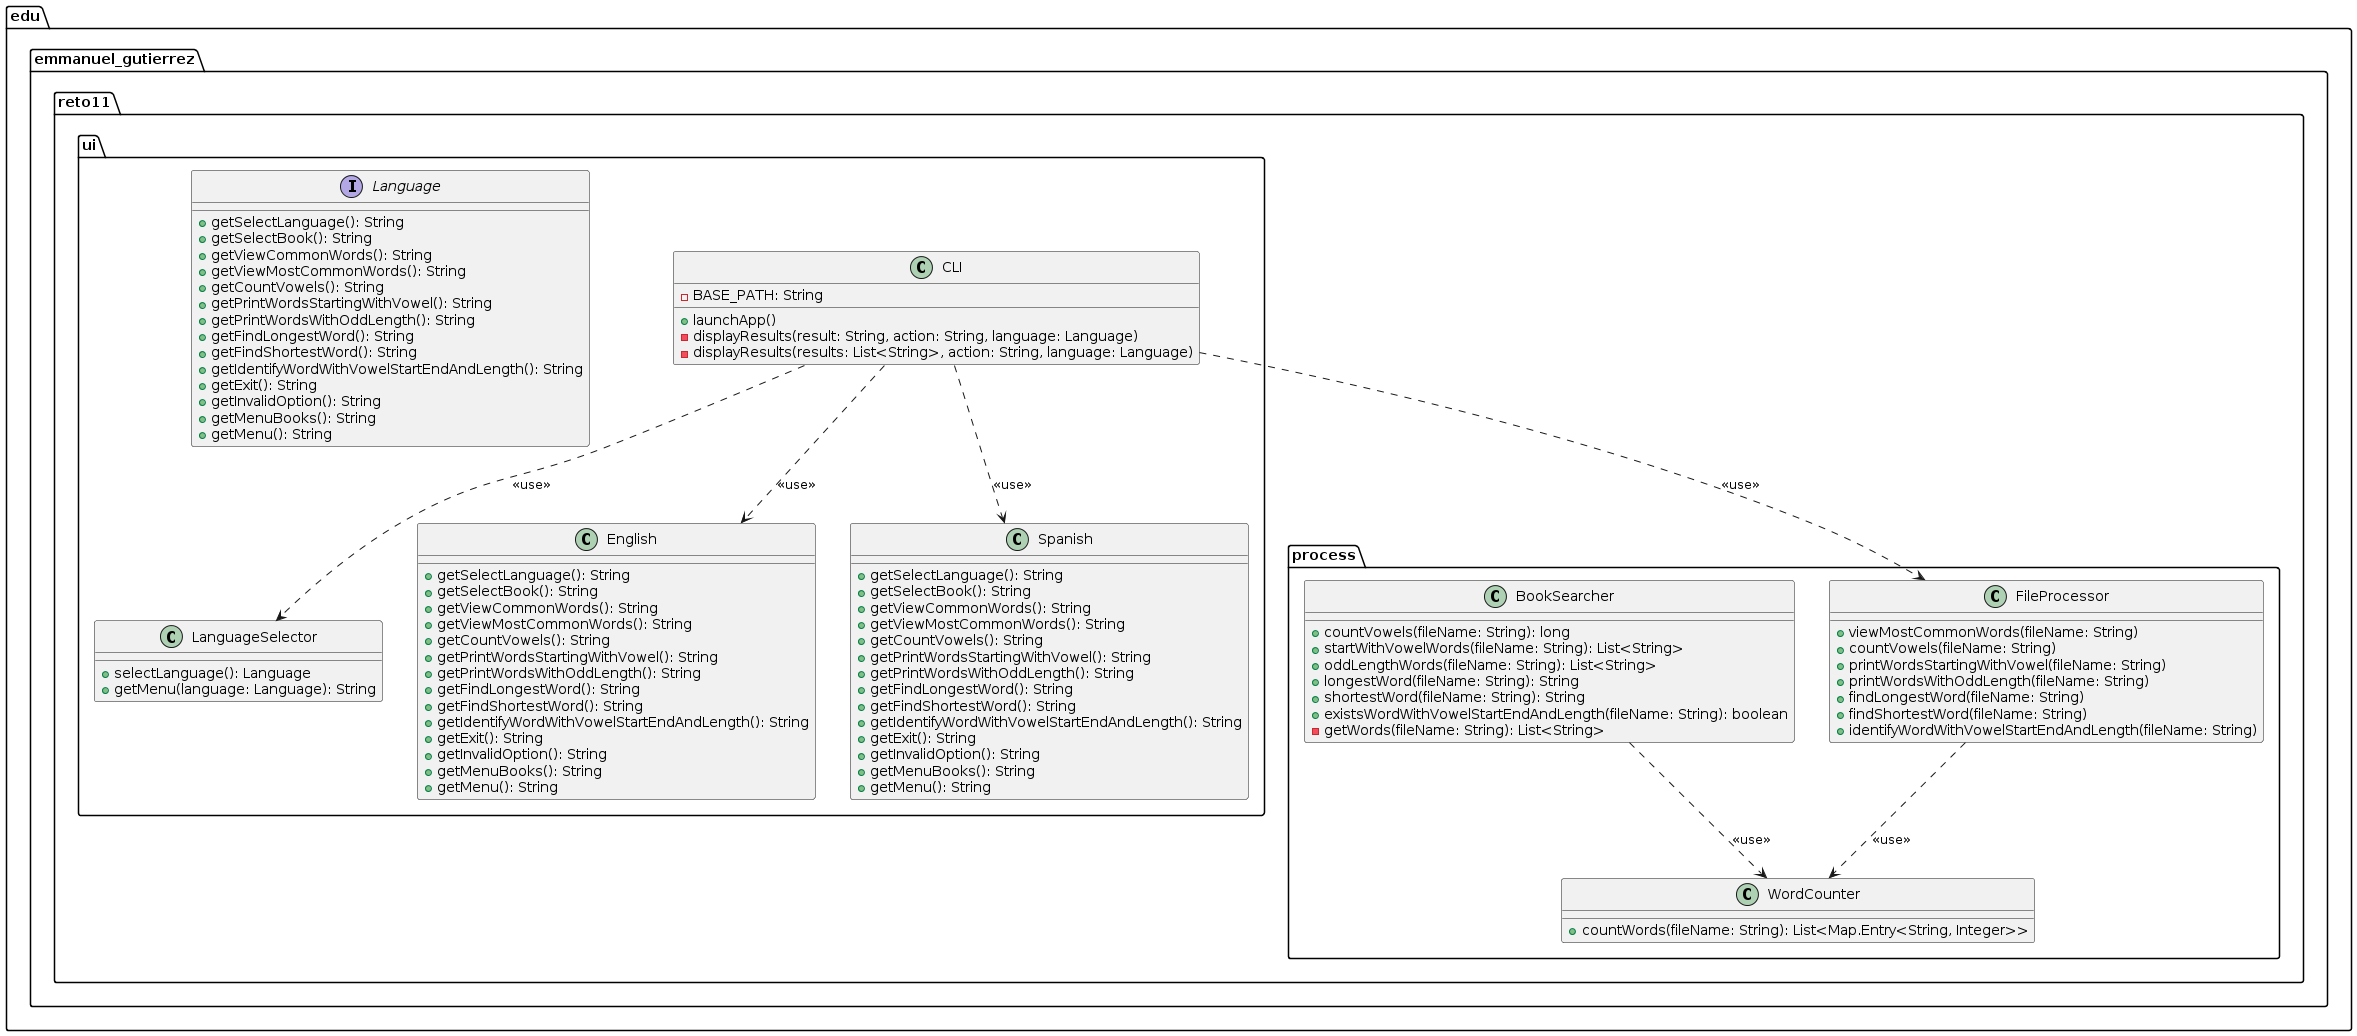 edu
emmanuel_gutierrez
reto11
ui
I Language
getSelectLanguage(): String
getSelectBook(): String
getViewCommonWords(): String
getViewMostCommonWords(): String
getCountVowels(): String
getPrintWordsStartingWithVowel(): String
getPrintWordsWithOddLength(): String
getFindLongestWord(): String
getFindShortestWord(): String
getIdentifyWordWithVowelStartEndAndLength(): String
getExit(): String
getInvalidOption(): String
getMenuBooks(): String
getMenu(): String
C CLI
BASE_PATH: String
launchApp()
displayResults(result: String, action: String, language: Language)
displayResults(results: List<String>, action: String, language: Language)
«use»
«use»
«use»
«use»
C LanguageSelector
selectLanguage(): Language
getMenu(language: Language): String
C English
getSelectLanguage(): String
getSelectBook(): String
getViewCommonWords(): String
getViewMostCommonWords(): String
getCountVowels(): String
getPrintWordsStartingWithVowel(): String
getPrintWordsWithOddLength(): String
getFindLongestWord(): String
getFindShortestWord(): String
getIdentifyWordWithVowelStartEndAndLength(): String
getExit(): String
getInvalidOption(): String
getMenuBooks(): String
getMenu(): String
C Spanish
getSelectLanguage(): String
getSelectBook(): String
getViewCommonWords(): String
getViewMostCommonWords(): String
getCountVowels(): String
getPrintWordsStartingWithVowel(): String
getPrintWordsWithOddLength(): String
getFindLongestWord(): String
getFindShortestWord(): String
getIdentifyWordWithVowelStartEndAndLength(): String
getExit(): String
getInvalidOption(): String
getMenuBooks(): String
getMenu(): String
process
C BookSearcher
countVowels(fileName: String): long
startWithVowelWords(fileName: String): List<String>
oddLengthWords(fileName: String): List<String>
longestWord(fileName: String): String
shortestWord(fileName: String): String
existsWordWithVowelStartEndAndLength(fileName: String): boolean
getWords(fileName: String): List<String>
C FileProcessor
viewMostCommonWords(fileName: String)
countVowels(fileName: String)
printWordsStartingWithVowel(fileName: String)
printWordsWithOddLength(fileName: String)
findLongestWord(fileName: String)
findShortestWord(fileName: String)
identifyWordWithVowelStartEndAndLength(fileName: String)
«use»
«use»
C WordCounter
countWords(fileName: String): List<Map.Entry<String, Integer>>